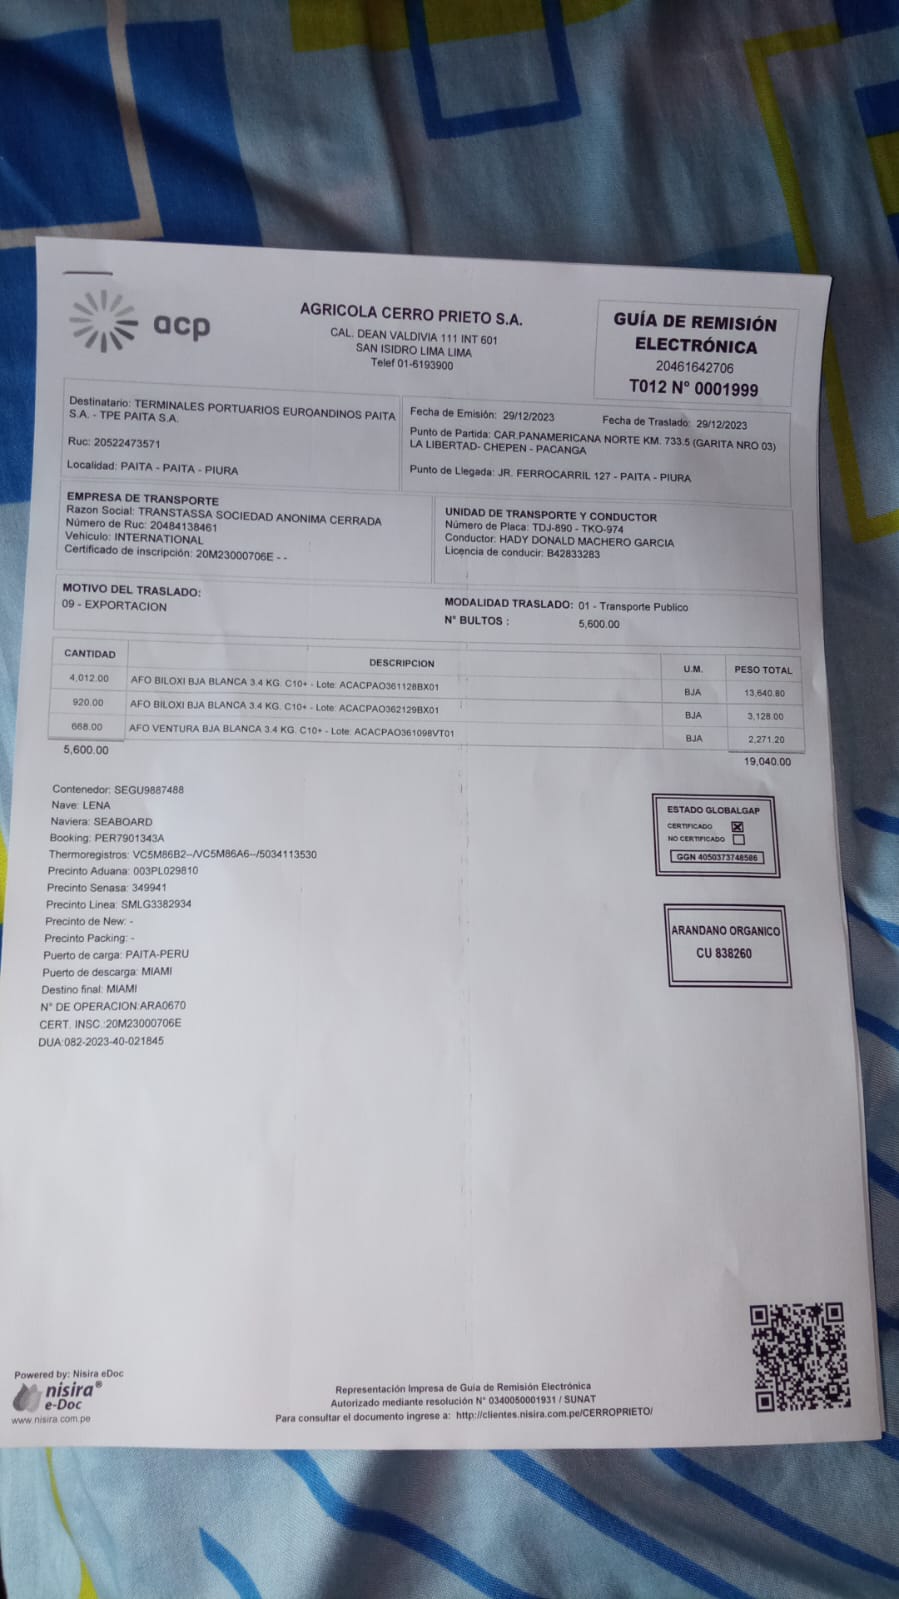 acp
AGRICOLA CERRO PRIETO S.A.
CAL. DEAN VALDIVIA 111 INT 601
SAN ISIDRO LIMA LIMA
Telef 01-6193900
GUÍA DE REMISIÓN
ELECTRÓNICA
20461642706
T012 N° 0001999
Destinatario: TERMINALES PORTUARIOS EUROANDINOS PAITA
S.A. - TPE PAITA S.A.
Ruc: 20522473571
Localidad: PAITA - PAITA - PIURA
Fecha de Emisión: 29/12/2023 Fecha de Traslado: 29/12/2023
Punto de Partida: CAR.PANAMERICANA NORTE KM. 733.5 (GARITA NRO 03)
LA LIBERTAD- CHEPEN - PACANGA
Punto de Llegada: JR. FERROCARRIL 127 - PAITA - PIURA
EMPRESA DE TRANSPORTE
Razon Social: TRANSTASSA SOCIEDAD ANONIMA CERRADA
Número de Ruc: 20484138461
Vehiculo: INTERNATIONAL
Certificado de inscripción: 20M23000706E - -
UNIDAD DE TRANSPORTE Y CONDUCTOR
Número de Placa: TDJ-890 - TKO-974
Conductor: HADY DONALD MACHERO GARCIA
Licencia de conducir: B42833283
MOTIVO DEL TRASLADO:
09 - EXPORTACION
MODALIDAD TRASLADO: 01 - Transporte Publico
N° BULTOS : 5,600.00
CANTIDAD DESCRIPCION U.M. PESO TOTAL
4,012.00 AFO BILOXI BJA BLANCA 3.4 KG. C10+ - Lote: ACACPAO361128BX01 BJA 13,640.80
920.00 AFO BILOXI BJA BLANCA 3.4 KG. C10+ - Lote: ACACPAO362129BX01 BJA 3,128.00
668.00 AFO VENTURA BJA BLANCA 3.4 KG. C10+ - Lote: ACACPAO361098VT01 BJA 2,271.20
5,600.00 19,040.00
Contenedor: SEGU9887488
Nave: LENA
Naviera: SEABOARD
Booking: PER7901343A
Thermoregistros: VC5M86B2--/VC5M86A6--/5034113530
Precinto Aduana: 003PL029810
Precinto Senasa: 349941
Precinto Linea: SMLG3382934
Precinto de New: -
Precinto Packing: -
Puerto de carga: PAITA-PERU
Puerto de descarga: MIAMI
Destino final: MIAMI
N° DE OPERACION:ARA0670
CERT. INSC.:20M23000706E
DUA:082-2023-40-021845
ESTADO GLOBALGAP
CERTIFICADO
NO CERTIFICADO
GGN 4050373748586
ARANDANO ORGANICO
CU 838260
Powered by: Nisira eDoc
nisira®
e-Doc
www.nisira.com.pe
Representación Impresa de Guia de Remisión Electrónica
Autorizado mediante resolución N° 0340050001931 / SUNAT
Para consultar el documento ingrese a: http://clientes.nisira.com.pe/CERROPRIETO/